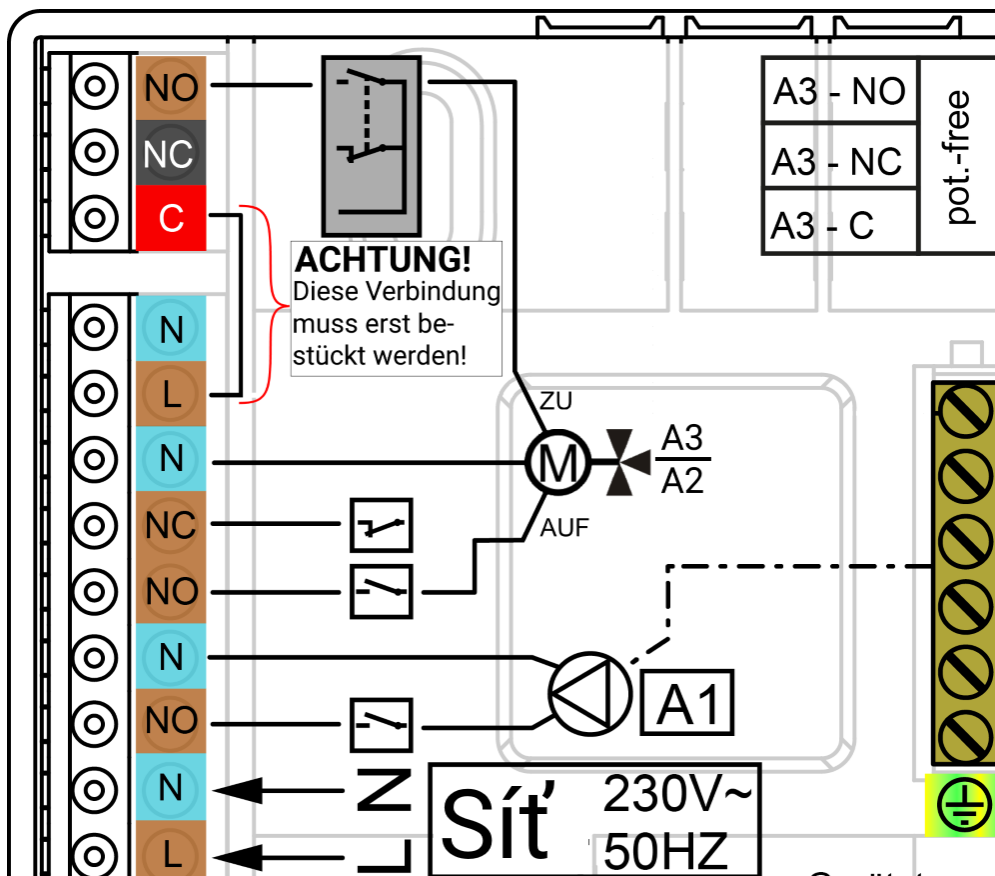 NO
NC
C
A3 - NO
A3 - NC
A3 - C
pot.-free
ACHTUNG!
Diese Verbindung
muss erst be-
stückt werden!
N
L
N
NC
NO
N
NO
N
L
ZU
M
A3
A2
AUF
A1
N
L
Síť
230V~
50HZ